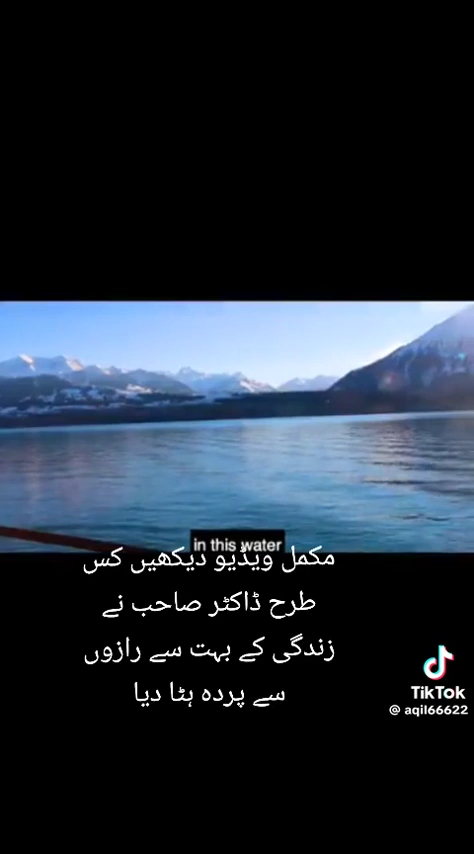 in this water
مکمل ویڈیو دیکھیں کس
طرح ڈاکٹر صاحب نے
زندگی کے بہت سے رازوں
سے پردہ ہٹا دیا
TikTok
@ aqil66622